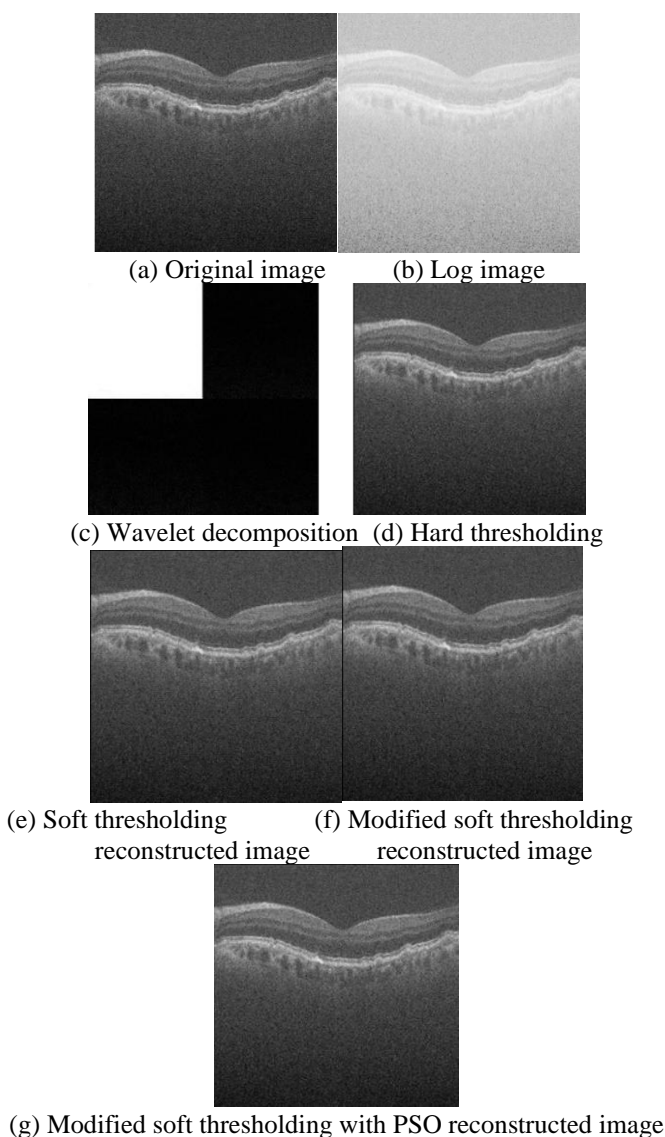 (a) Original image (b) Log image
(c) Wavelet decomposition (d) Hard thresholding
(e) Soft thresholding (f) Modified soft thresholding
reconstructed image reconstructed image
(g) Modified soft thresholding with PSO reconstructed image